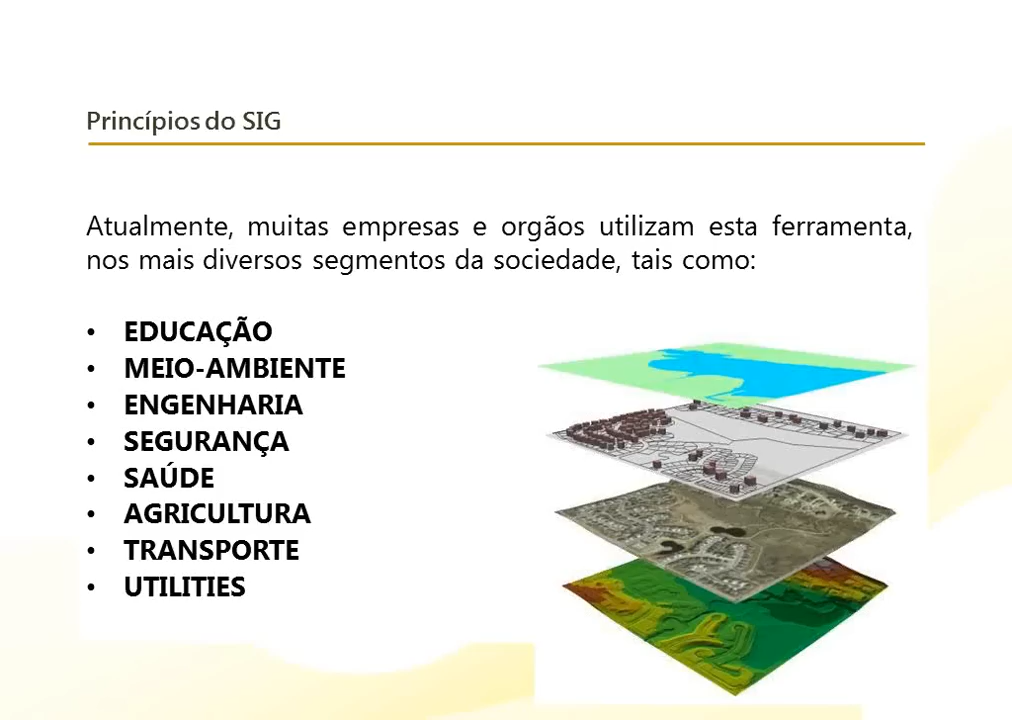 Princípios do SIG
Atualmente, muitas empresas e orgãos utilizam esta ferramenta,
nos mais diversos segmentos da sociedade, tais como:
• EDUCAÇÃO
• MEIO-AMBIENTE
• ENGENHARIA
• SEGURANÇA
• SAÚDE
• AGRICULTURA
• TRANSPORTE
• UTILITIES